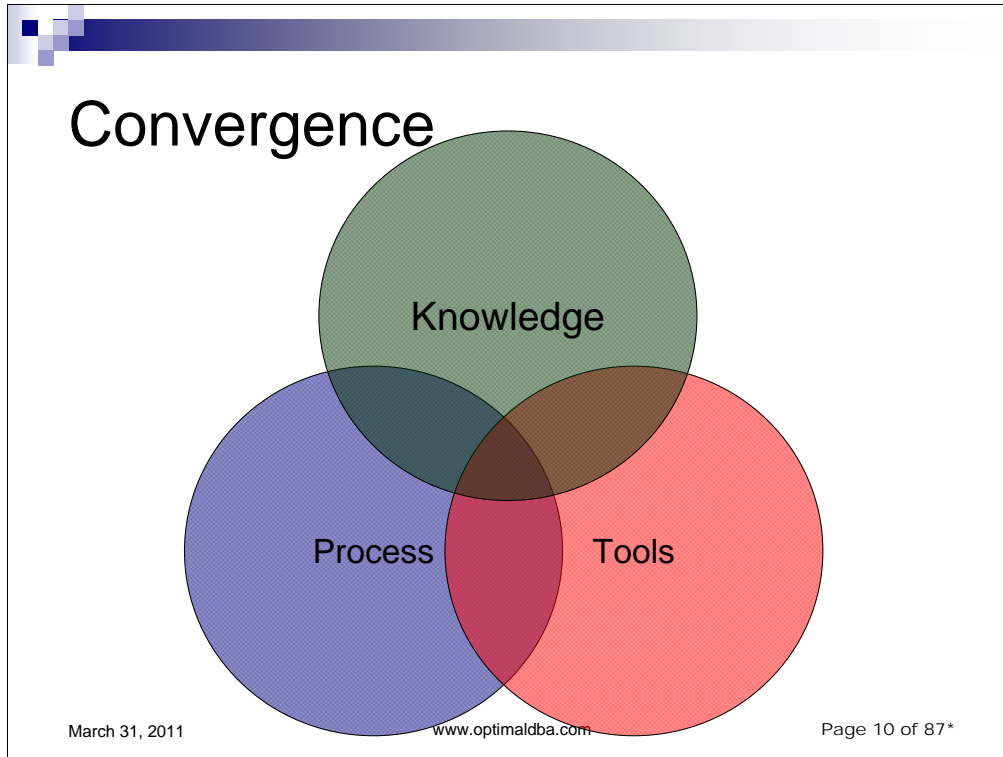 Convergence
Knowledge
Process Tools
March 31, 2011 www.optimaldba.com Page 10 of 87*